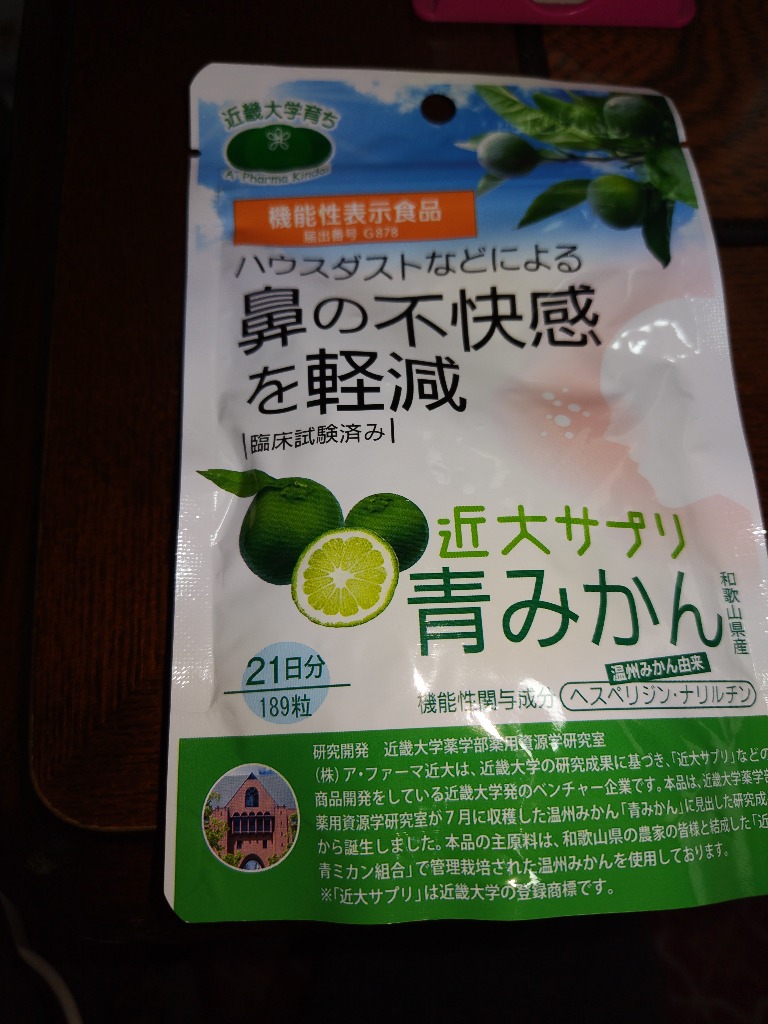 近畿大学育ち
A・Pharma Kindai
機能性表示食品
届出番号 G878
ハウスダストなどによる
鼻の不快感
を軽減
臨床試験済み
近大サプリ
青みかん
和歌山県産
温州みかん由来
21日分
189粒
機能性関与成分 ヘスペリジン・ナリルチン
研究開発 近畿大学薬学部薬用資源学研究室
(株)ア・ファーマ近大は、近畿大学の研究成果に基づき、「近大サプリ」などの
商品開発をしている近畿大学発のベンチャー企業です。本品は、近畿大学薬学部
薬用資源学研究室が7月に収穫した温州みかん「青みかん」に見出した研究成
から誕生しました。本品の主原料は、和歌山県の農家の皆様と結成した「近
青ミカン組合」で管理栽培された温州みかんを使用しております。
※「近大サプリ」は近畿大学の登録商標です。